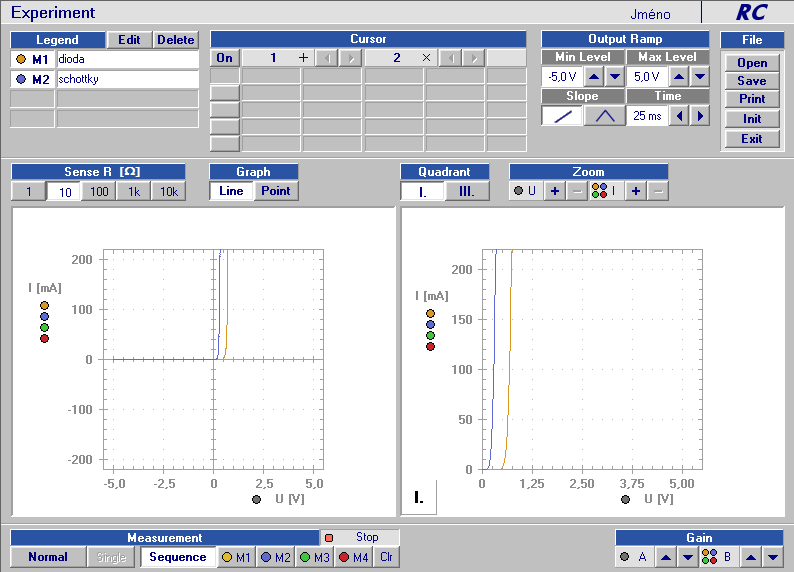 Experiment Jméno RC
Legend Edit Delete
M1 dioda
M2 schottky
Cursor
On 1 + 2 ×
Output Ramp
Min Level Max Level
-5,0 V 5,0 V
Slope Time
25 ms
File
Open
Save
Print
Init
Exit
Sense R [Ω]
1 10 100 1k 10k
Graph
Line Point
Quadrant
I. III.
Zoom
U + − I + −
I [mA]
200
100
0
-100
-200
-5,0 -2,5 0 2,5 5,0
U [V]
I [mA]
200
150
100
50
0
0 1,25 2,50 3,75 5,00
U [V]
I.
Measurement Stop
Normal Single Sequence M1 M2 M3 M4 Clr
Gain
A B